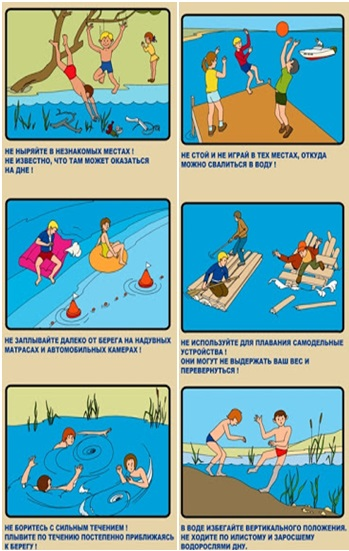 НЕ НЫРЯЙТЕ В НЕЗНАКОМЫХ МЕСТАХ !
НЕ ИЗВЕСТНО, ЧТО ТАМ МОЖЕТ ОКАЗАТЬСЯ
НА ДНЕ !
НЕ СТОЙ И НЕ ИГРАЙ В ТЕХ МЕСТАХ, ОТКУДА
МОЖНО СВАЛИТЬСЯ В ВОДУ !
НЕ ЗАПЛЫВАЙТЕ ДАЛЕКО ОТ БЕРЕГА НА НАДУВНЫХ
МАТРАСАХ И АВТОМОБИЛЬНЫХ КАМЕРАХ !
НЕ ИСПОЛЬЗУЙТЕ ДЛЯ ПЛАВАНИЯ САМОДЕЛЬНЫЕ
УСТРОЙСТВА !
ОНИ МОГУТ НЕ ВЫДЕРЖАТЬ ВАШ ВЕС И
ПЕРЕВЕРНУТЬСЯ !
НЕ БОРИТЕСЬ С СИЛЬНЫМ ТЕЧЕНИЕМ !
ПЛЫВИТЕ ПО ТЕЧЕНИЮ ПОСТЕПЕННО ПРИБЛИЖАЯСЬ
К БЕРЕГУ !
В ВОДЕ ИЗБЕГАЙТЕ ВЕРТИКАЛЬНОГО ПОЛОЖЕНИЯ.
НЕ ХОДИТЕ ПО ИЛИСТОМУ И ЗАРОСШЕМУ
ВОДОРОСЛЯМИ ДНУ.